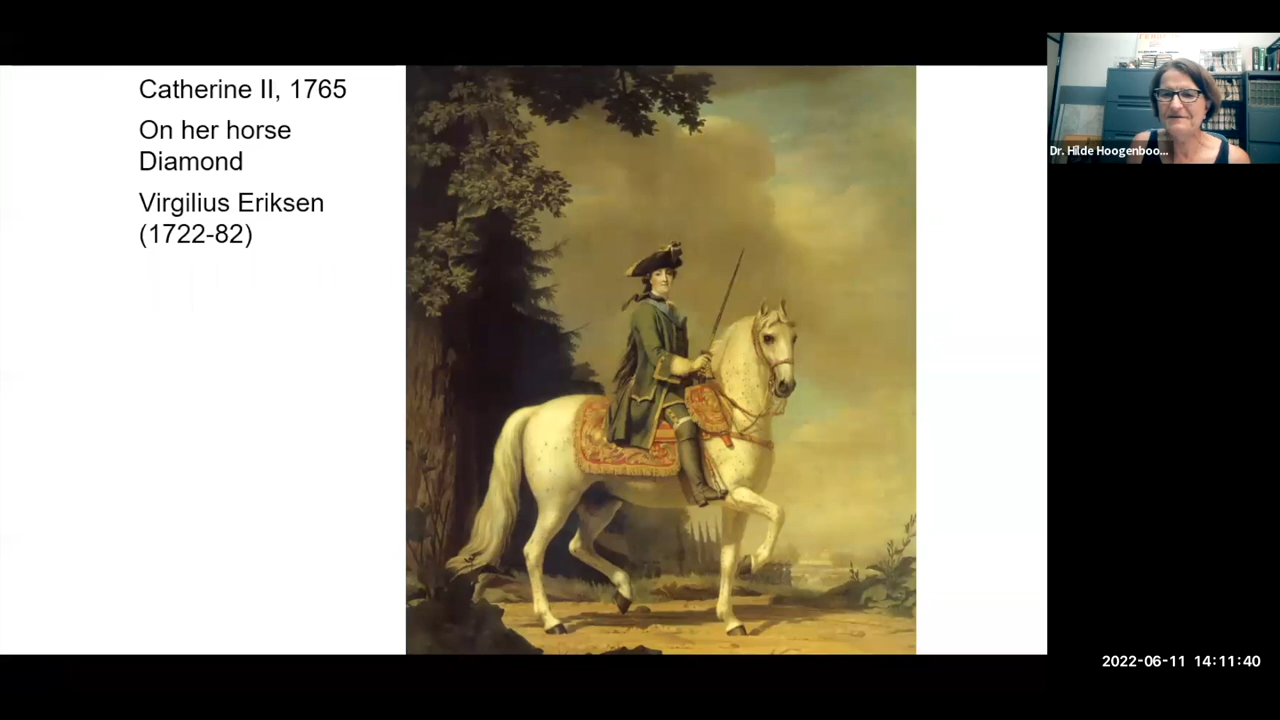 Catherine II, 1765
On her horse
Diamond
Virgilius Eriksen
(1722-82)
Dr. Hilde Hoogenboo...
2022-06-11 14:11:40